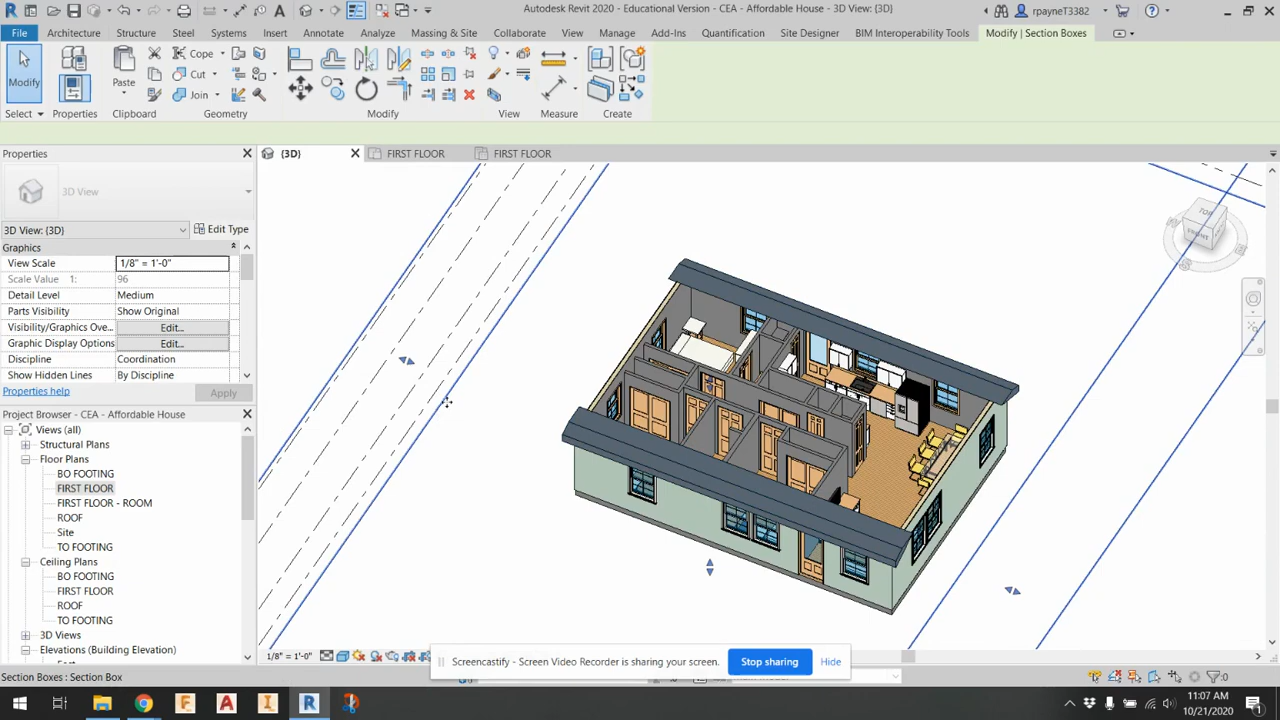 Autodesk Revit 2020 - Educational Version - CEA - Affordable House - 3D View: {3D}
rpayneT3382
File
Architecture
Structure
Steel
Systems
Insert
Annotate
Analyze
Massing & Site
Collaborate
View
Manage
Add-Ins
Quantification
Site Designer
BIM Interoperability Tools
Modify | Section Boxes
Modify
Paste
Cope
Cut
Join
Select
Properties
Clipboard
Geometry
Modify
View
Measure
Create
Properties
{3D}
FIRST FLOOR
FIRST FLOOR
3D View
3D View: {3D}
Edit Type
Graphics
View Scale
1/8" = 1'-0"
Scale Value 1:
96
Detail Level
Medium
Parts Visibility
Show Original
Visibility/Graphics Ove...
Edit...
Graphic Display Options
Edit...
Discipline
Coordination
Show Hidden Lines
By Discipline
Properties help
Apply
Project Browser - CEA - Affordable House
Views (all)
Structural Plans
Floor Plans
BO FOOTING
FIRST FLOOR
FIRST FLOOR - ROOM
ROOF
Site
TO FOOTING
Ceiling Plans
BO FOOTING
FIRST FLOOR
ROOF
TO FOOTING
3D Views
Elevations (Building Elevation)
TOP
FRONT
1/8" = 1'-0"
Screencastify - Screen Video Recorder is sharing your screen.
Stop sharing
Hide
Section Boxes : Section Box
:0
11:07 AM
10/21/2020